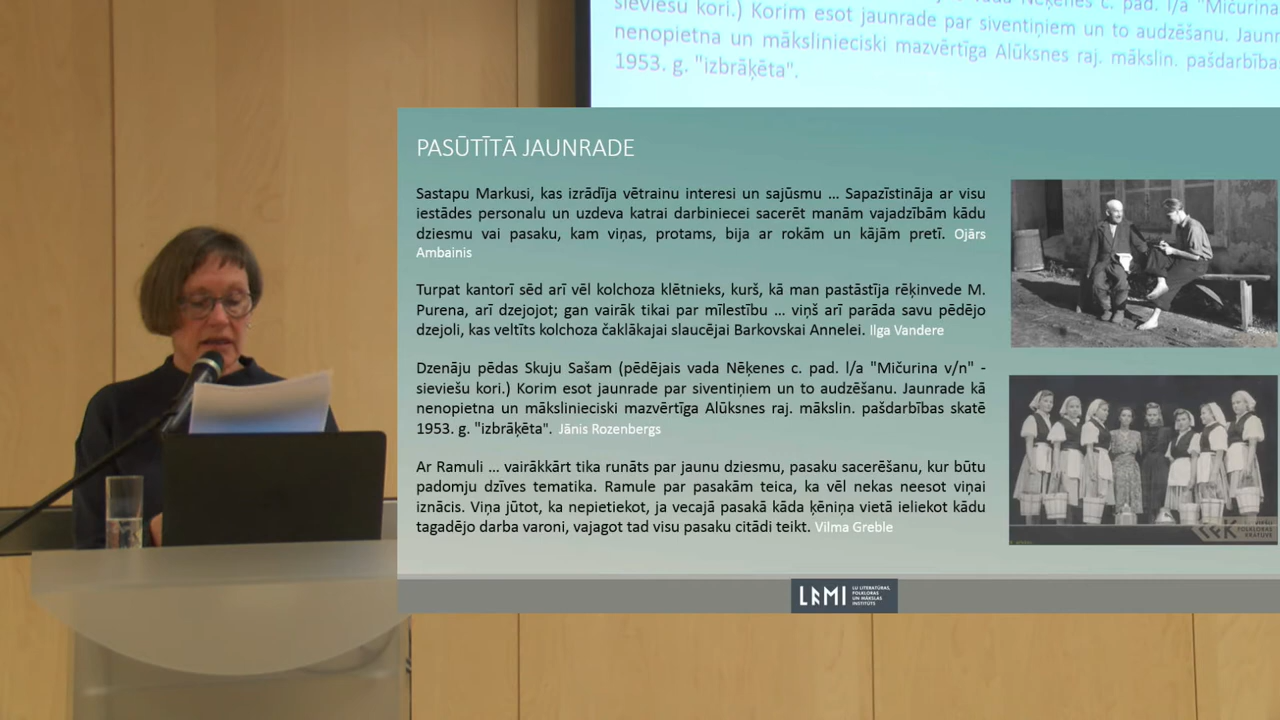 sieviešu kori.) Korim esot jaunrade par siventiņiem un to audzēšanu. Jaunr
nenopietna un mākslinieciski mazvērtīga Alūksnes raj. mākslin. pašdarbība
1953. g. "izbrāķēta".
PASŪTĪTĀ JAUNRADE
Sastapu Markusi, kas izrādīja vētrainu interesi un sajūsmu ... Sapazīstināja ar visu
iestādes personalu un uzdeva katrai darbiniecei sacerēt manām vajadzībām kādu
dziesmu vai pasaku, kam viņas, protams, bija ar rokām un kājām pretī. Ojārs
Ambainis
Turpat kantorī sēd arī vēl kolchoza klētnieks, kurš, kā man pastāstīja rēķinvede M.
Purena, arī dzejojot; gan vairāk tikai par mīlestību ... viņš arī parāda savu pēdējo
dzejoli, kas veltīts kolchoza čaklākajai slaucējai Barkovskai Annelei. Ilga Vandere
Dzenāju pēdas Skuju Sašam (pēdējais vada Nēķenes c. pad. l/a "Mičurina v/n" -
sieviešu kori.) Korim esot jaunrade par siventiņiem un to audzēšanu. Jaunrade kā
nenopietna un mākslinieciski mazvērtīga Alūksnes raj. mākslin. pašdarbības skatē
1953. g. "izbrāķēta". Jānis Rozenbergs
Ar Ramuli ... vairākkārt tika runāts par jaunu dziesmu, pasaku sacerēšanu, kur būtu
padomju dzīves tematika. Ramule par pasakām teica, ka vēl nekas neesot viņai
iznācis. Viņa jūtot, ka nepietiekot, ja vecajā pasakā kāda ķēniņa vietā ieliekot kādu
tagadējo darba varoni, vajagot tad visu pasaku citādi teikt. Vilma Greble
LU LITERATŪRAS,
FOLKLORAS
UN MĀKSLAS
INSTITŪTS